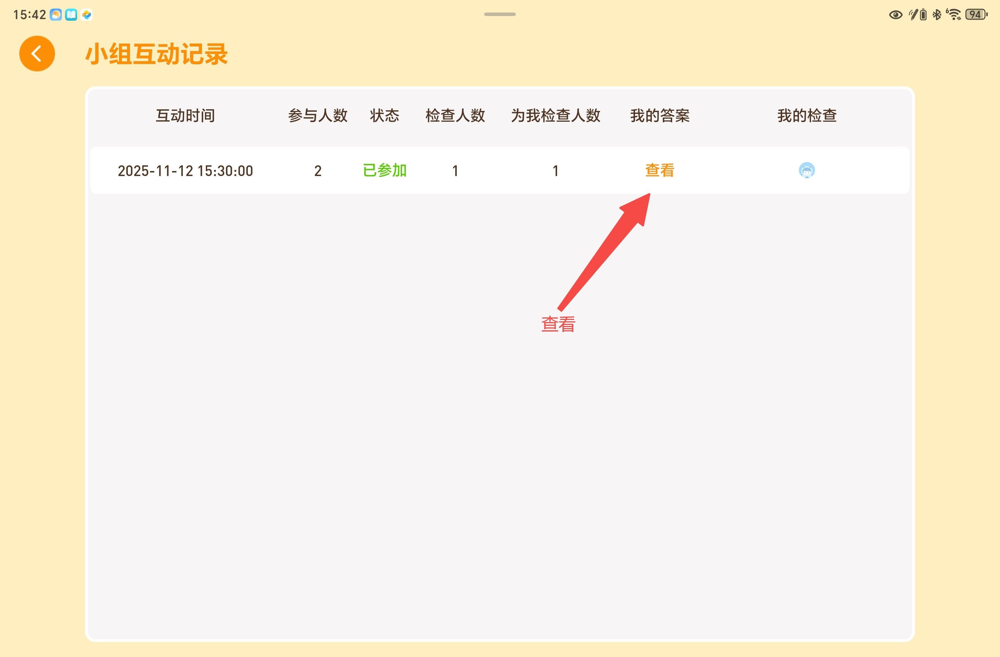 15:42
6
94
小组互动记录
互动时间 参与人数 状态 检查人数 为我检查人数 我的答案 我的检查
2025-11-12 15:30:00 2 已参加 1 1 查看
查看